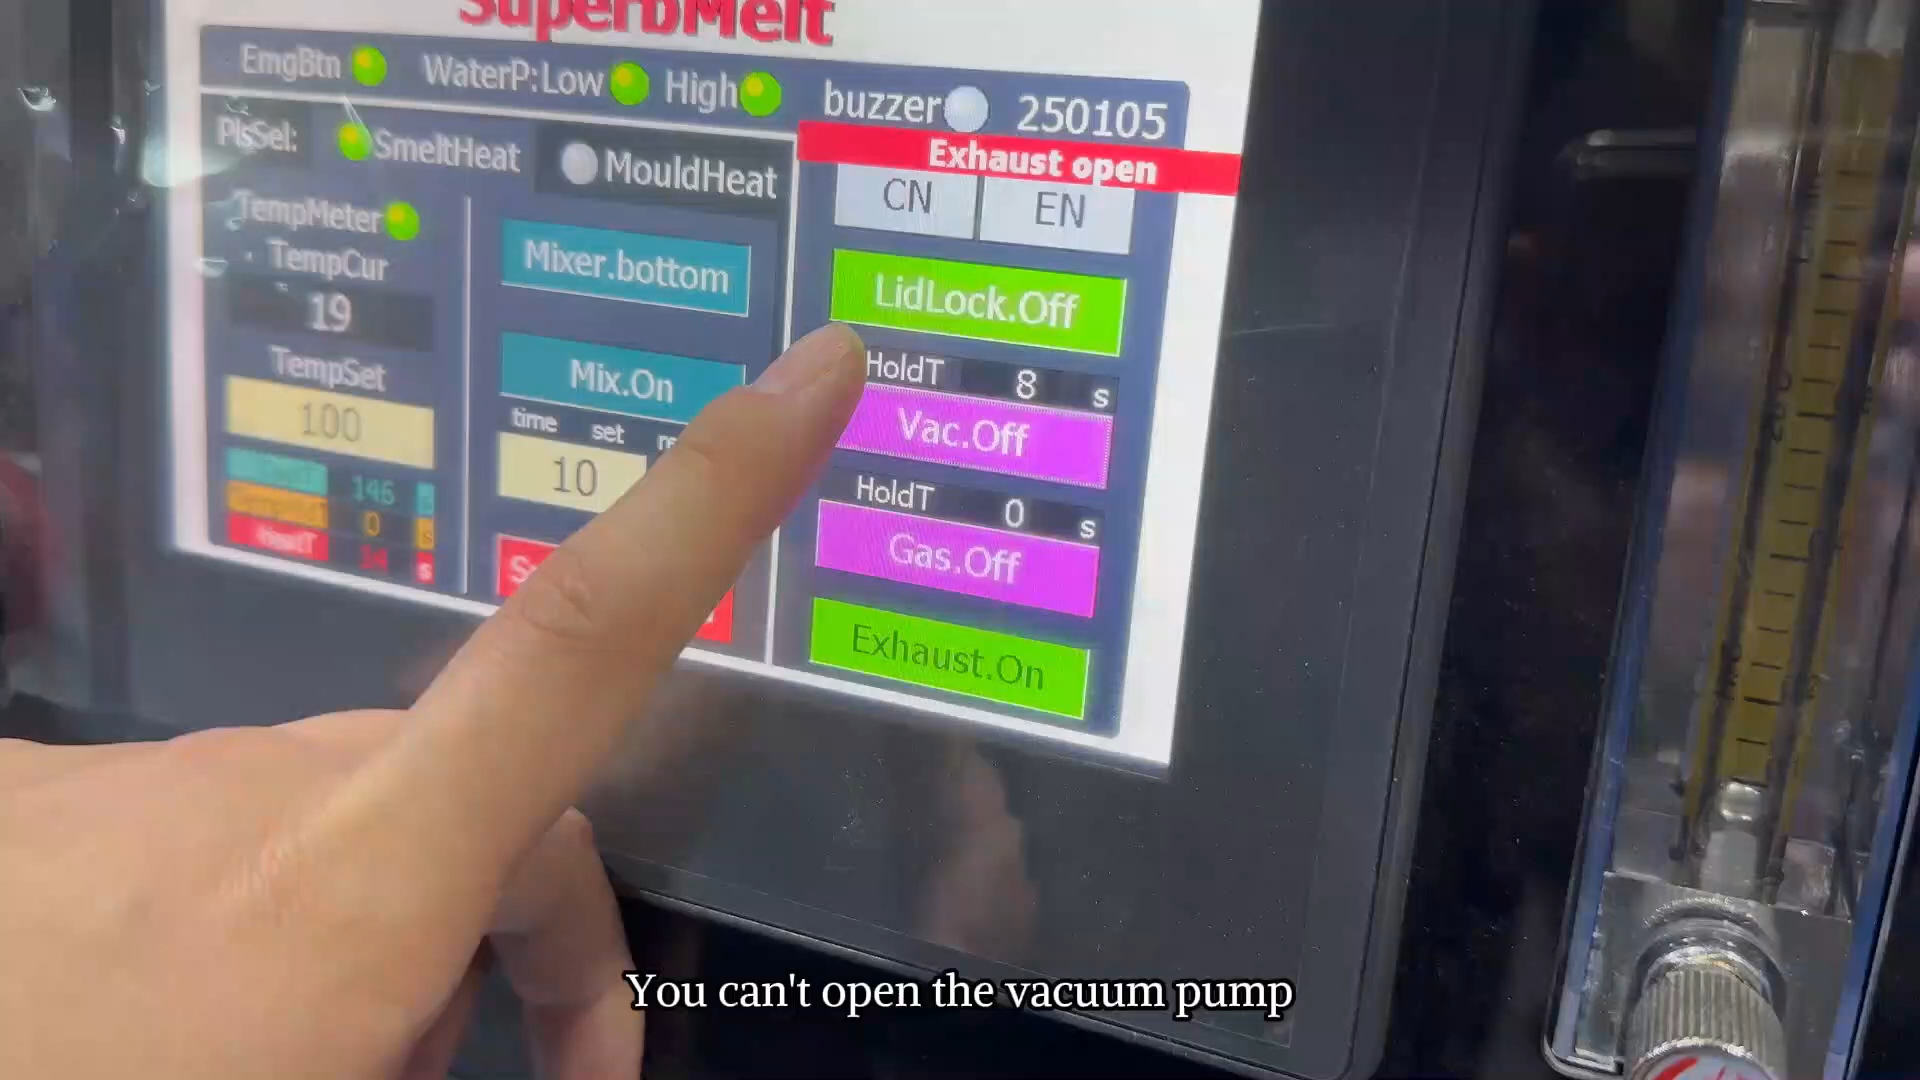 SuperbMelt
EmgBtn WaterP:Low High buzzer 250105
PlsSel: SmeltHeat MouldHeat
Exhaust open
CN EN
TempMeter
TempCur
19
TempSet
100
146 s
0 s
HeatT 14 s
Mixer.bottom
Mix.On
time set
10
LidLock.Off
HoldT 8 s
Vac.Off
HoldT 0 s
Gas.Off
Exhaust.On
You can't open the vacuum pump